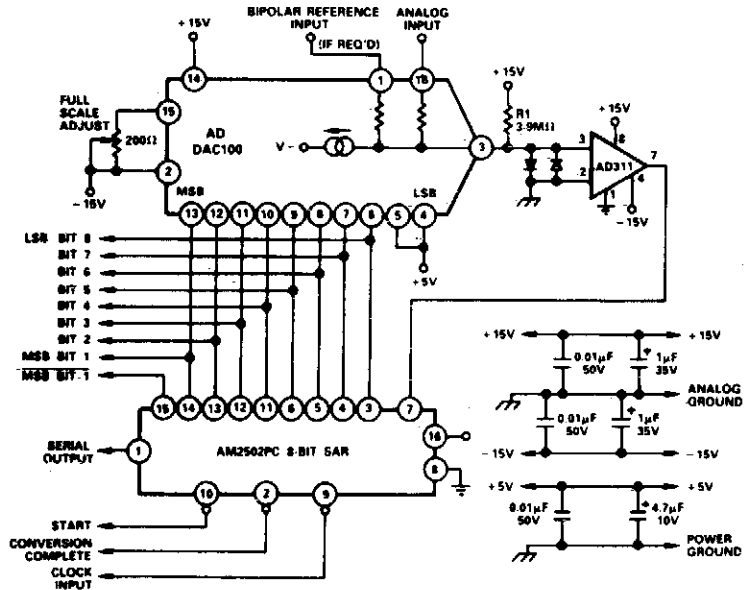 BIPOLAR REFERENCE INPUT
ANALOG INPUT
+15V
(IF REQ'D)
14
1
18
FULL SCALE ADJUST
15
200Ω
AD DAC100
V-
3
+15V
R1
3.9MΩ
+15V
3
8
2
AD311
7
1
4
-15V
2
-15V
MSB
LSB
13 12 11 10 9 8 7 6 5 4
+5V
LSB BIT 8
BIT 7
BIT 6
BIT 5
BIT 4
BIT 3
BIT 2
MSB BIT 1
MSB BIT-1
15 14 13 12 11 6 5 4 3 7
16
SERIAL OUTPUT
1
AM2502PC 8-BIT SAR
8
10 2 9
START
CONVERSION COMPLETE
CLOCK INPUT
+15V
+15V
0.01μF 50V
+ 1μF 35V
ANALOG GROUND
0.01μF 50V
+ 1μF 35V
-15V
-15V
+5V
+5V
0.01μF 50V
+ 4.7μF 10V
POWER GROUND